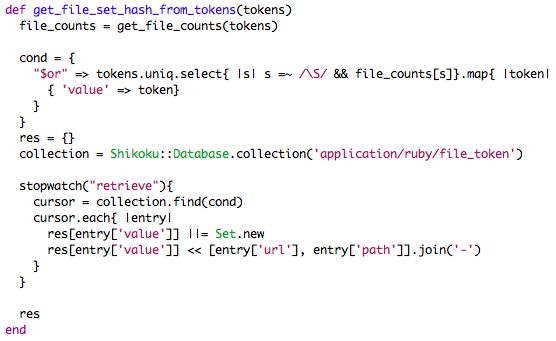 def get_file_set_hash_from_tokens(tokens)
  file_counts = get_file_counts(tokens)

  cond = {
    "$or" => tokens.uniq.select{ |s| s =~ /\S/ && file_counts[s]}.map{ |token|
      { 'value' => token}
    }
  }
  res = {}
  collection = Shikoku::Database.collection('application/ruby/file_token')

  stopwatch("retrieve"){
    cursor = collection.find(cond)
    cursor.each{ |entry|
      res[entry['value']] ||= Set.new
      res[entry['value']] << [entry['url'], entry['path']].join('-')
    }
  }

  res
end